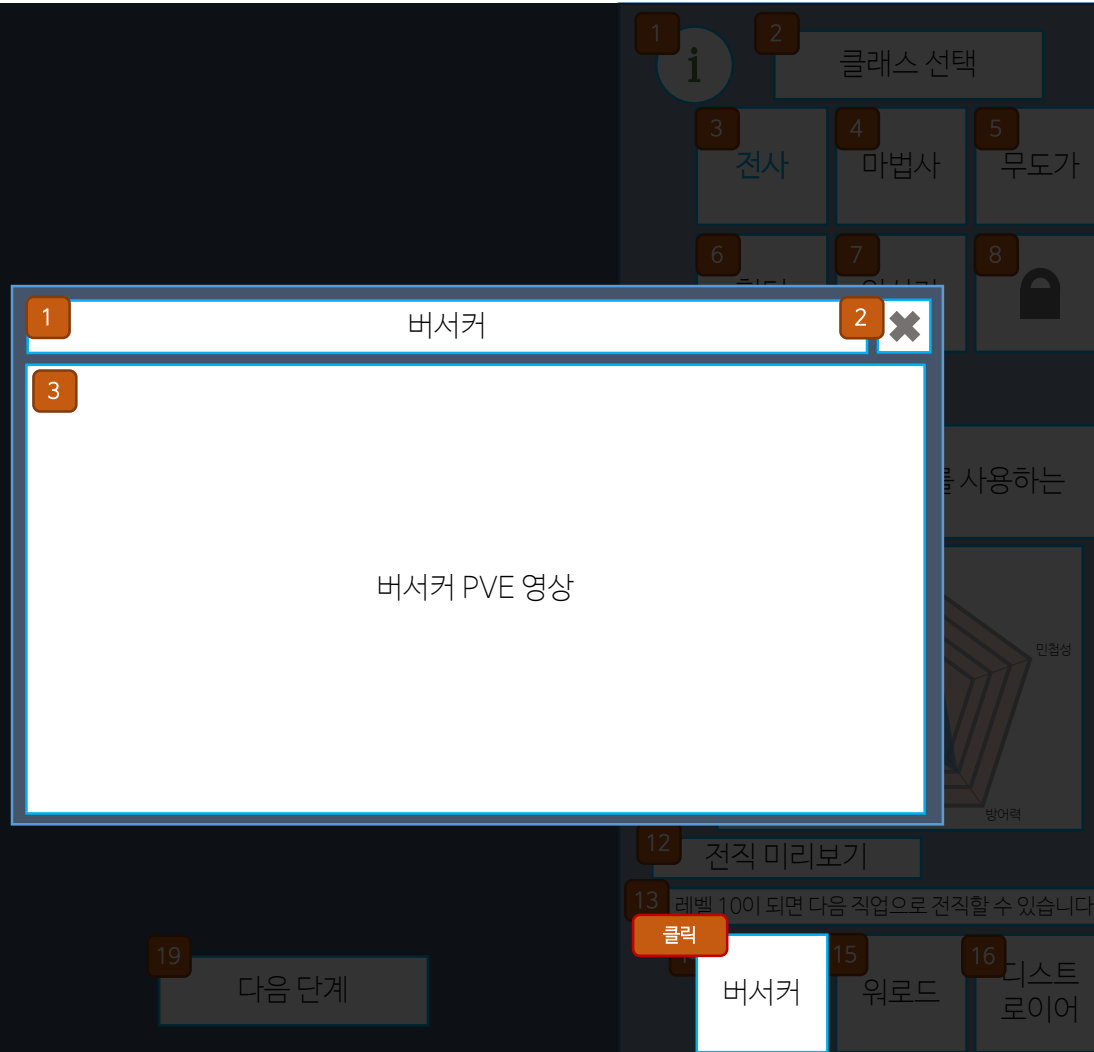 1
i
2
클래스 선택
3
전사
4
마법사
5
무도가
6
7
8
1
버서커
2
3
를 사용하는
버서커 PVE 영상
민첩성
방어력
12
전직 미리보기
13
레벨 10이 되면 다음 직업으로 전직할 수 있습니다
클릭
버서커
15
워로드
16
디스트
로이어
19
다음 단계